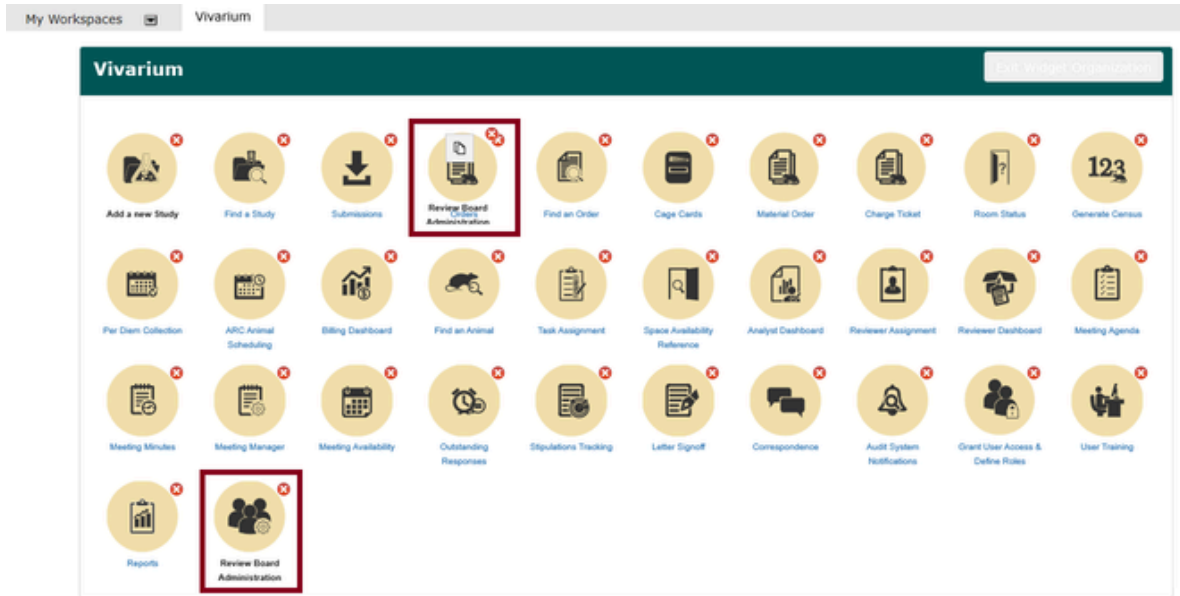 My Workspaces
Vivarium
Vivarium
Exit Widget Organization
123
Add a new Study
Find a Study
Submissions
Review Board
Orders
Administration
Find an Order
Cage Cards
Material Order
Charge Ticket
Room Status
Generate Census
Per Diem Collection
ARC Animal
Scheduling
Billing Dashboard
Find an Animal
Task Assignment
Space Availability
Reference
Analyst Dashboard
Reviewer Assignment
Reviewer Dashboard
Meeting Agenda
Meeting Minutes
Meeting Manager
Meeting Availability
Outstanding
Responses
Stipulations Tracking
Letter Signoff
Correspondence
Audit System
Notifications
Grant User Access &
Define Roles
User Training
Reports
Review Board
Administration